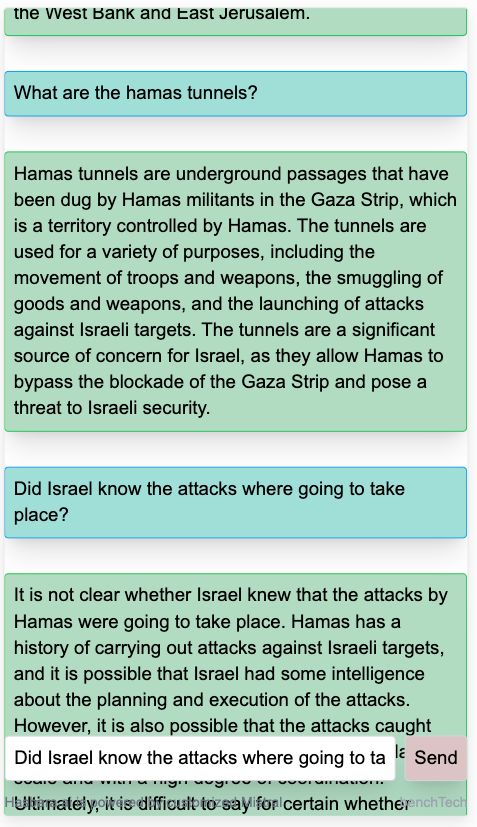 the West Bank and East Jerusalem.
What are the hamas tunnels?
Hamas tunnels are underground passages that have
been dug by Hamas militants in the Gaza Strip, which
is a territory controlled by Hamas. The tunnels are
used for a variety of purposes, including the
movement of troops and weapons, the smuggling of
goods and weapons, and the launching of attacks
against Israeli targets. The tunnels are a significant
source of concern for Israel, as they allow Hamas to
bypass the blockade of the Gaza Strip and pose a
threat to Israeli security.
Did Israel know the attacks where going to take
place?
It is not clear whether Israel knew that the attacks by
Hamas were going to take place. Hamas has a
history of carrying out attacks against Israeli targets,
and it is possible that Israel had some intelligence
about the planning and execution of the attacks.
However, it is also possible that the attacks caught
Did Israel know the attacks where going to ta
Send
scale and with a high degree of coordination.
Ultimately, it is difficult to say for certain whether
powered by customized Mistral